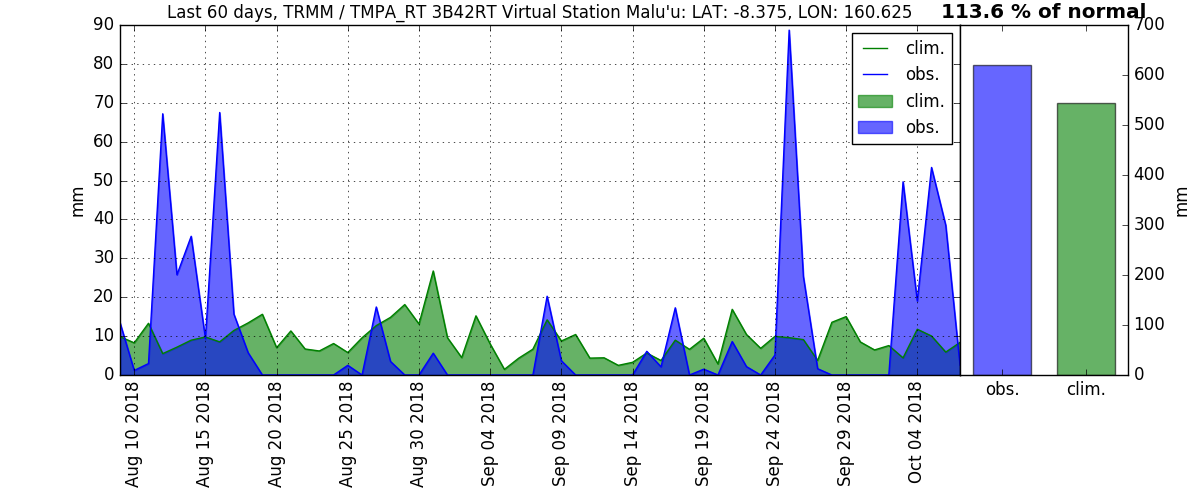 Last 60 days, TRMM / TMPA_RT 3B42RT Virtual Station Malu'u: LAT: -8.375, LON: 160.625
113.6 % of normal
90
80
70
60
50
40
30
20
10
0
mm
clim.
obs.
clim.
obs.
700
600
500
400
300
200
100
0
mm
Aug 10 2018
Aug 15 2018
Aug 20 2018
Aug 25 2018
Aug 30 2018
Sep 04 2018
Sep 09 2018
Sep 14 2018
Sep 19 2018
Sep 24 2018
Sep 29 2018
Oct 04 2018
obs.
clim.